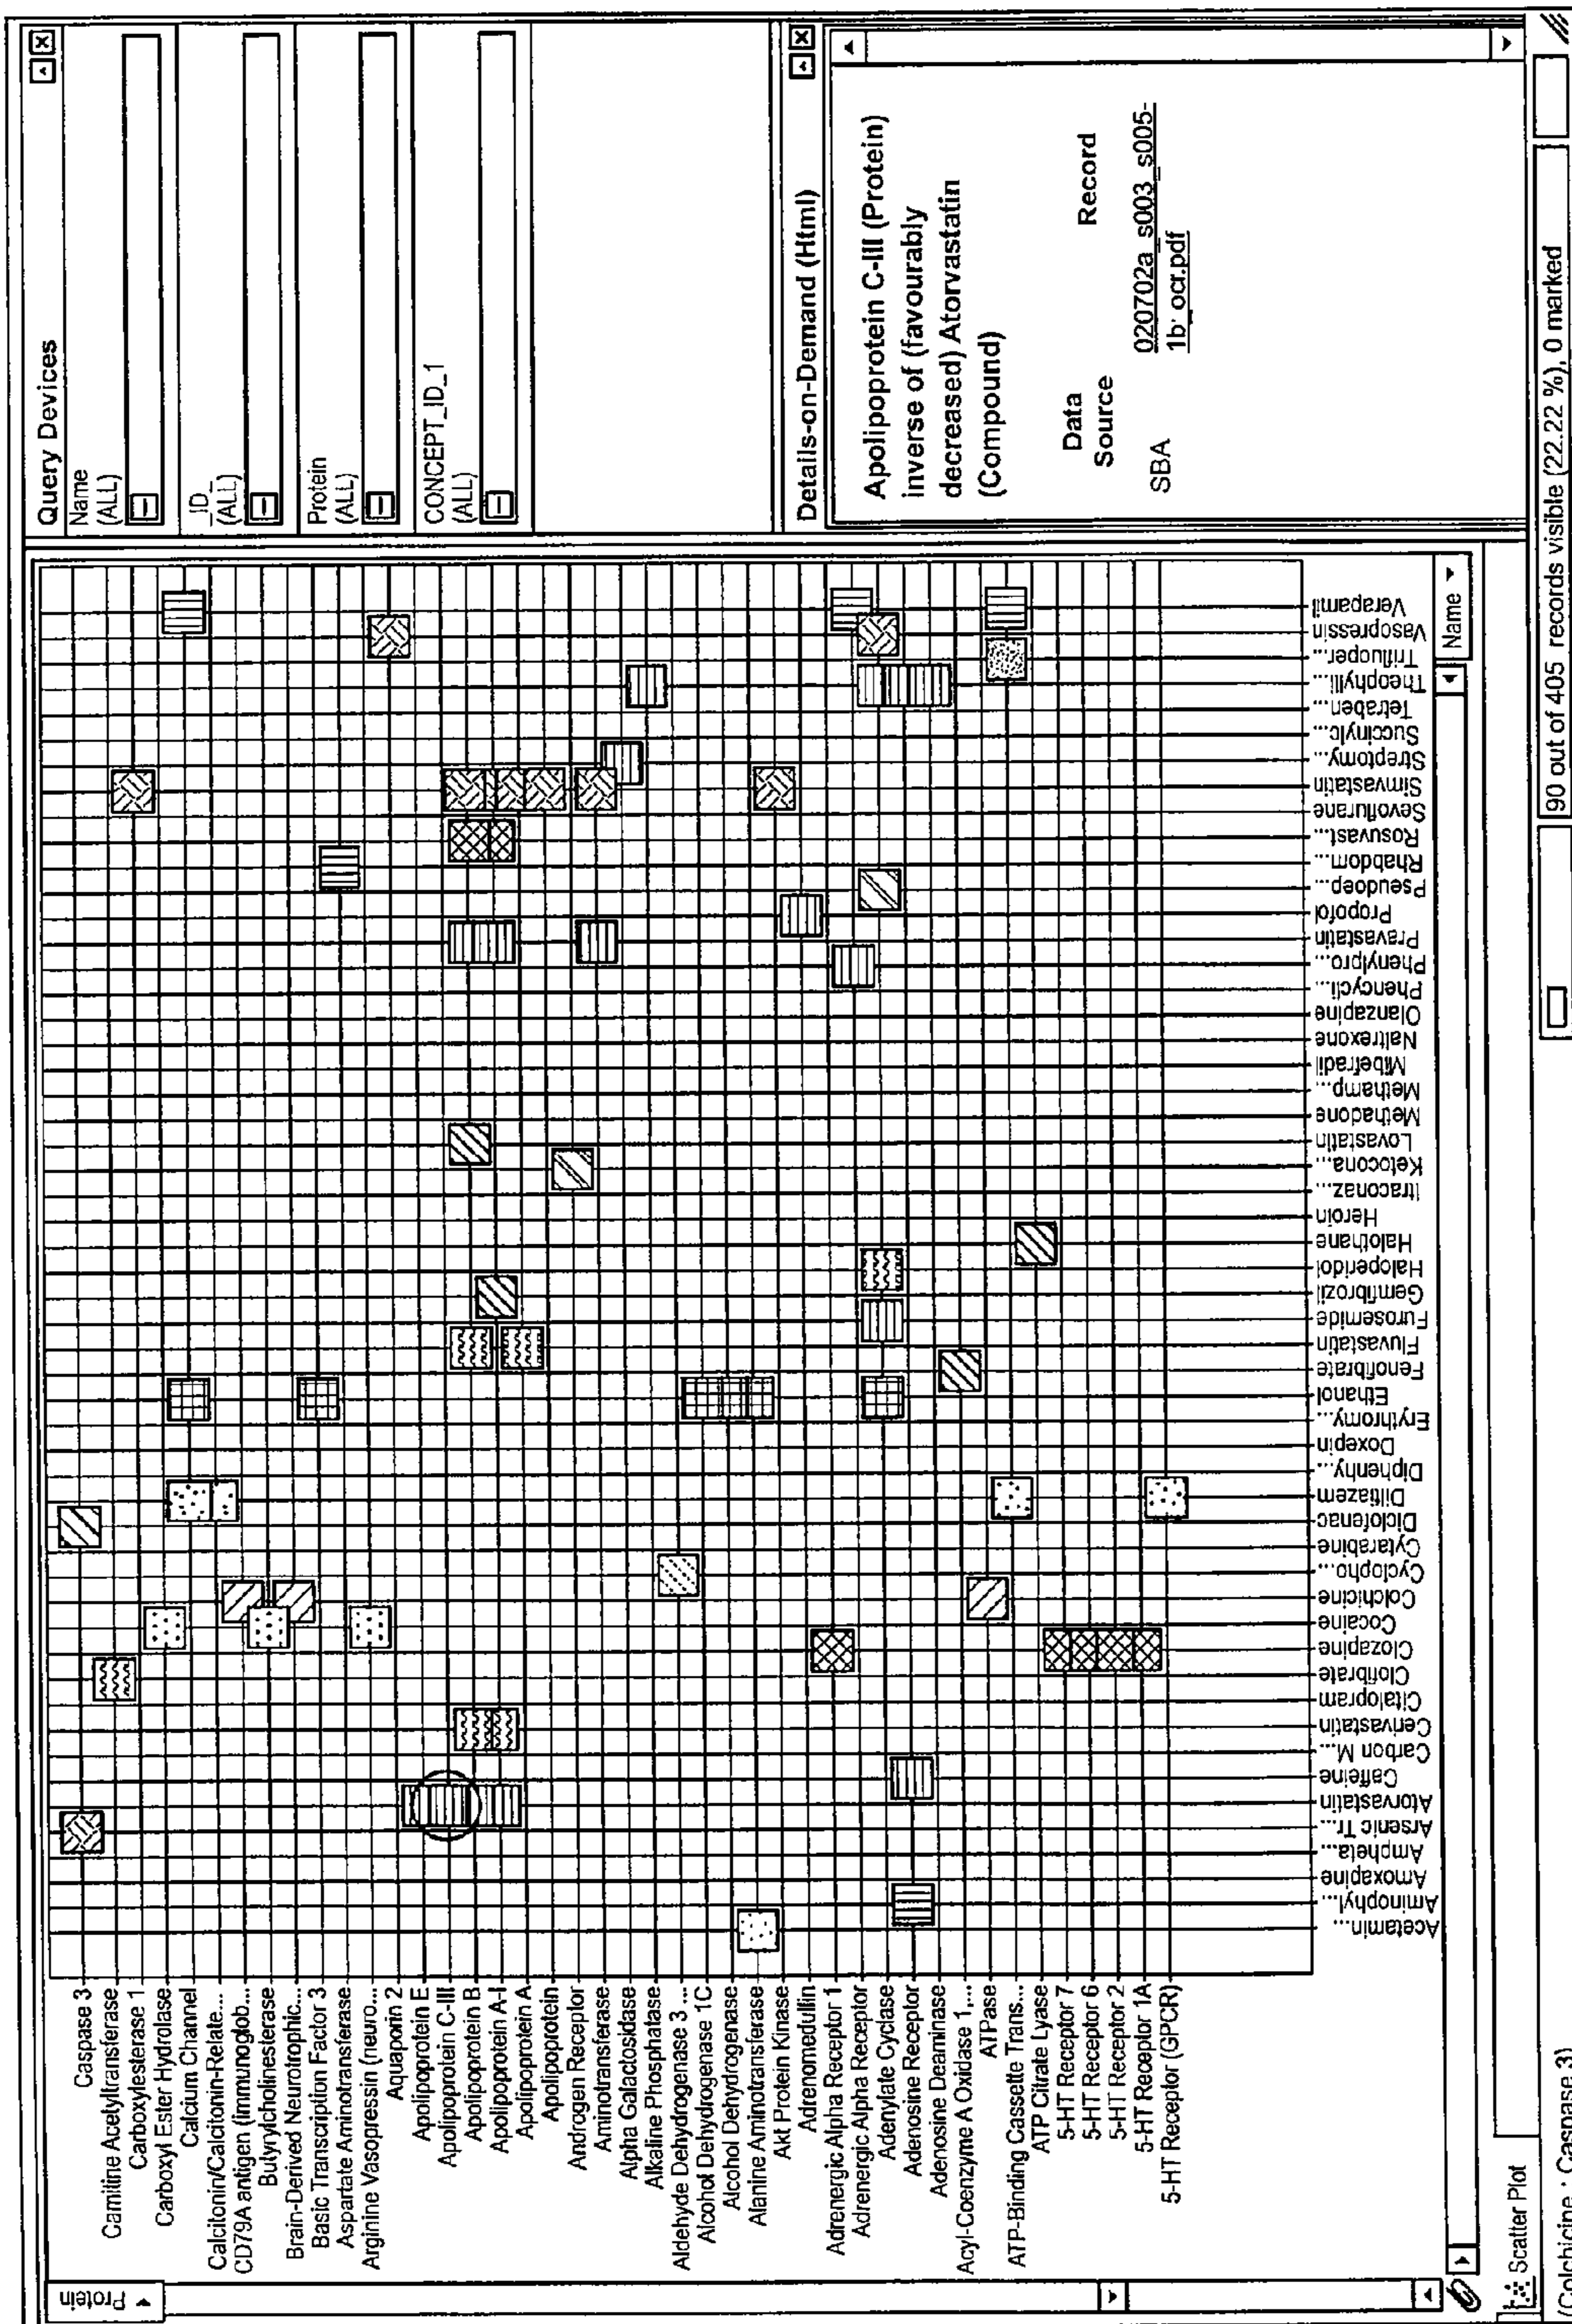 Query Devices
Name
(ALL)
_ID_
(ALL)
Protein
(ALL)
CONCEPT_ID_1
(ALL)
Details-on-Demand (Html)
Apolipoprotein C-III (Protein)
inverse of (favourably
decreased) Atorvastatin
(Compound)
Data
Source
Record
SBA
020702a_s003_s005-
1b' ocr.pdf
Protein
Caspase 3
Carnitine Acetyltransferase
Carboxylesterase 1
Carboxyl Ester Hydrolase
Calcium Channel
Calcitonin/Calcitonin-Relate...
CD79A antigen (immunoglob...
Butyrylcholinesterase
Brain-Derived Neurotrophic...
Basic Transcription Factor 3
Aspartate Aminotransferase
Arginine Vasopressin (neuro...
Aquaporin 2
Apolipoprotein E
Apolipoprotein C-III
Apolipoprotein B
Apolipoprotein A-I
Apolipoprotein A
Apolipoprotein
Androgen Receptor
Aminotransferase
Alpha Galactosidase
Alkaline Phosphatase
Aldehyde Dehydrogenase 3 ...
Alcohol Dehydrogenase 1C
Alcohol Dehydrogenase
Alanine Aminotransferase
Akt Protein Kinase
Adrenomedullin
Adrenergic Alpha Receptor 1
Adrenergic Alpha Receptor
Adenylate Cyclase
Adenosine Receptor
Adenosine Deaminase
Acyl-Coenzyme A Oxidase 1,...
ATPase
ATP-Binding Cassette Trans...
ATP Citrate Lyase
5-HT Receptor 7
5-HT Receptor 6
5-HT Receptor 2
5-HT Receptor 1A
5-HT Receptor (GPCR)
Acetamin...
Aminophyl...
Amoxapine
Ampheta...
Arsenic Tr...
Atorvastatin
Caffeine
Carbon M...
Cerivastatin
Citalopram
Clofibrate
Clozapine
Cocaine
Colchicine
Cyclopho...
Cytarabine
Diclofenac
Diltiazem
Diphenhy...
Doxepin
Erythromy...
Ethanol
Fenofibrate
Fluvastatin
Furosemide
Gemfibrozil
Haloperidol
Halothane
Heroin
Itraconaz...
Ketocona...
Lovastatin
Methadone
Methamp...
Mibefradil
Naltrexone
Olanzapine
Phencycli...
Phenylpro...
Pravastatin
Propofol
Pseudoep...
Rhabdom...
Rosuvast...
Sevoflurane
Simvastatin
Streptomy...
Succinylc...
Tetraben...
Theophylli...
Trifluoper...
Vasopressin
Verapamil
Name
Scatter Plot
(Colchicine ' Caspase 3)
90 out of 405 records visible (22.22 %), 0 marked